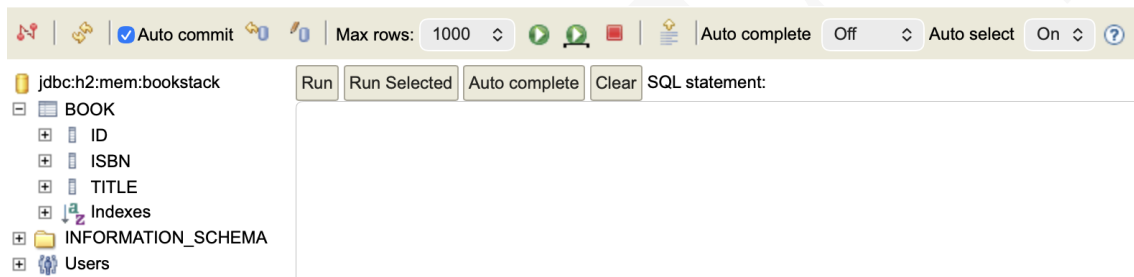 Auto commit Max rows: 1000 Auto complete Off Auto select On ?
jdbc:h2:mem:bookstack
Run Run Selected Auto complete Clear SQL statement:
BOOK
ID
ISBN
TITLE
az Indexes
INFORMATION_SCHEMA
Users